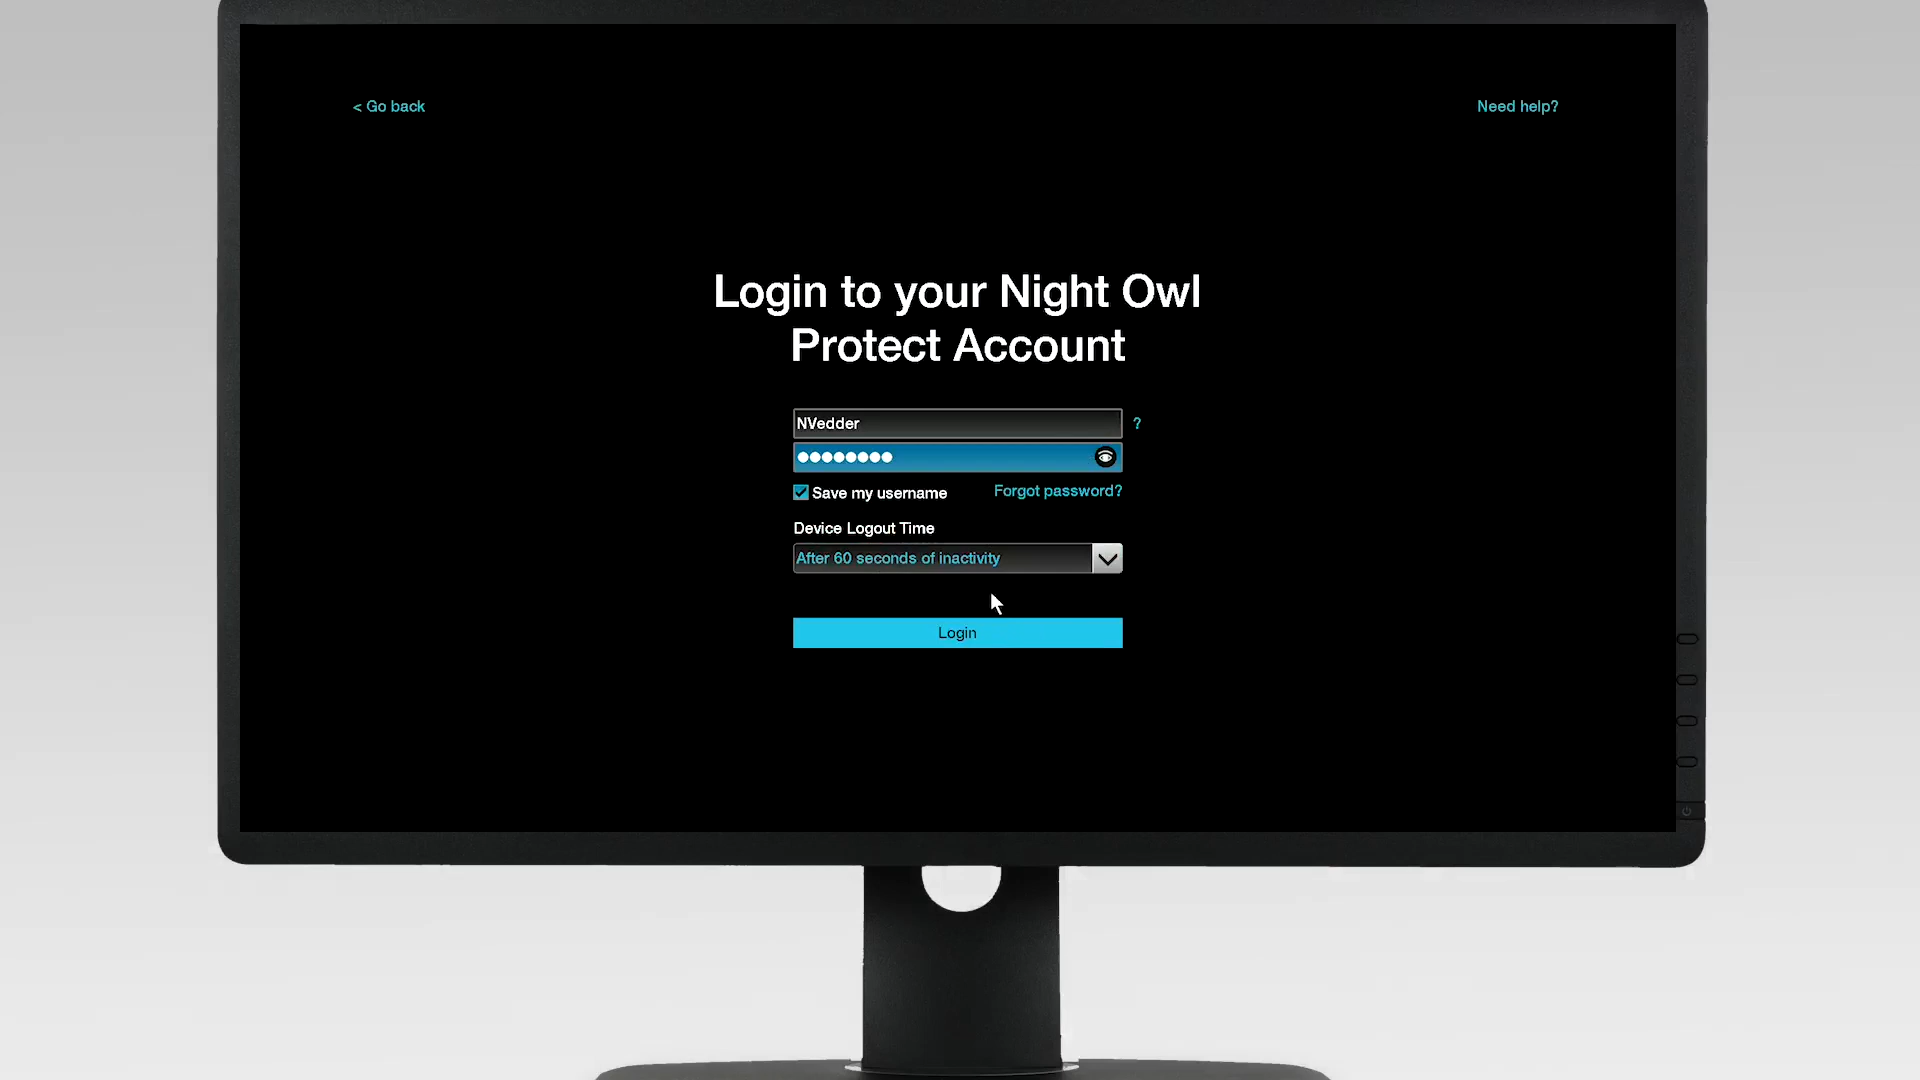 < Go back
Need help?
Login to your Night Owl
Protect Account
NVedder
?
Save my username
Forgot password?
Device Logout Time
After 60 seconds of inactivity
Login